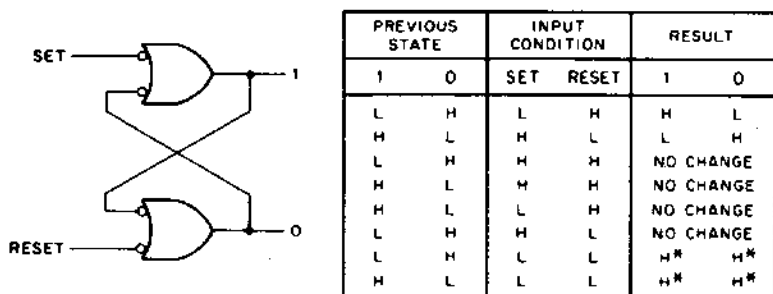 SET
1
0
RESET
PREVIOUS STATE INPUT CONDITION RESULT
1 0 SET RESET 1 0
L H L H H L
H L H L L H
L H H H NO CHANGE
H L H H NO CHANGE
H L L H NO CHANGE
L H H L NO CHANGE
L H L L H* H*
H L L L H* H*